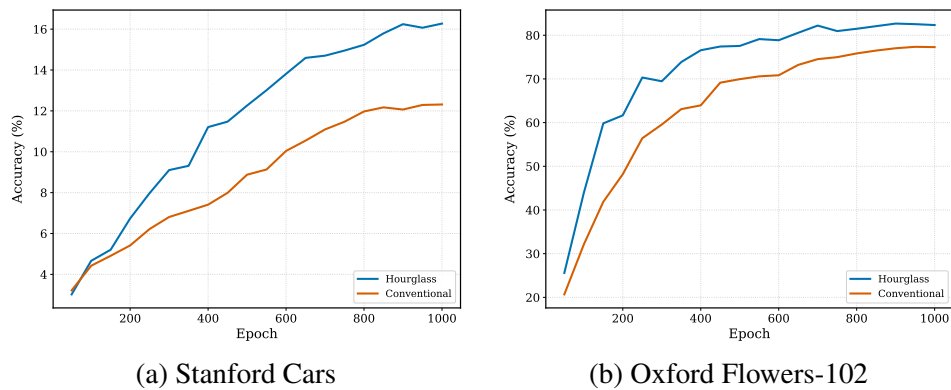 Accuracy (%)
16
14
12
10
8
6
4
200
400
600
800
1000
Epoch
Hourglass
Conventional
(a) Stanford Cars
Accuracy (%)
80
70
60
50
40
30
20
200
400
600
800
1000
Epoch
Hourglass
Conventional
(b) Oxford Flowers-102